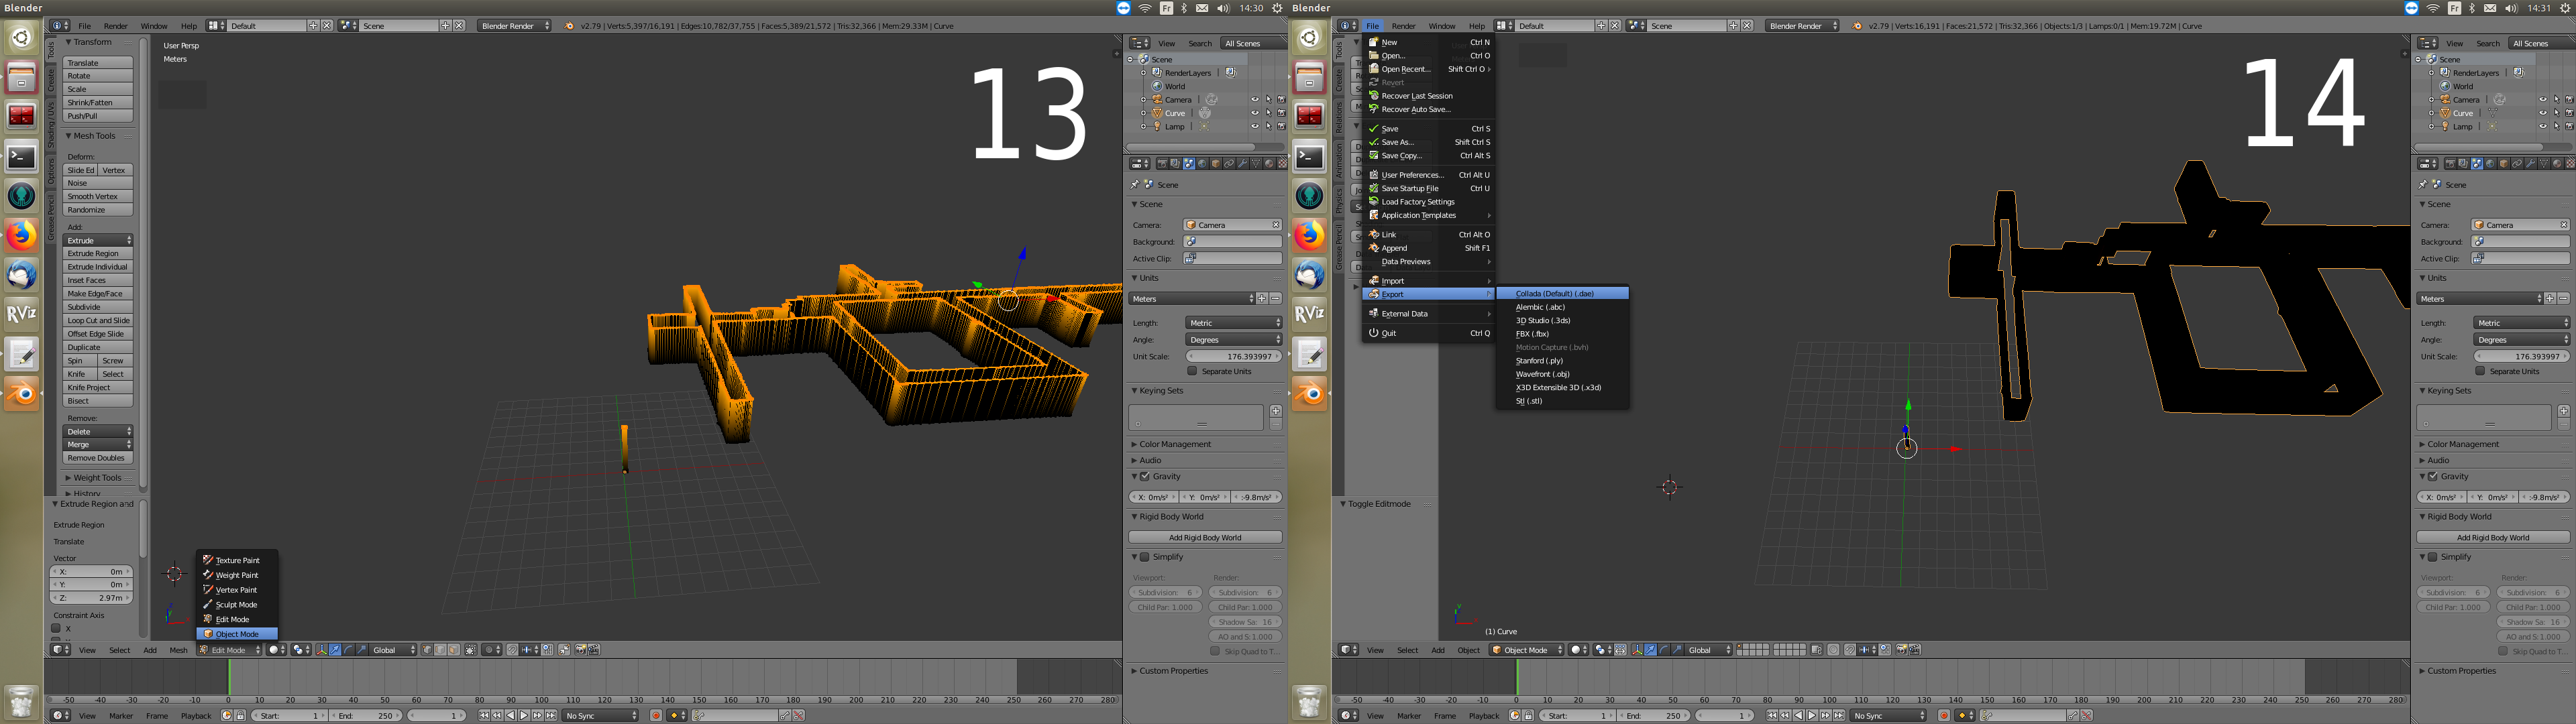 Blender
Fr
14:30
File
Render
Window
Help
Default
Scene
Blender Render
v2.79 | Verts:5,397/16,191 | Edges:10,782/37,755 | Faces:5,389/21,572 | Tris:32,366 | Mem:29.33M | Curve
Tools
Create
Shading / UVs
Options
Grease Pencil
Transform
Translate
Rotate
Scale
Shrink/Fatten
Push/Pull
Mesh Tools
Deform:
Slide Ed
Vertex
Noise
Smooth Vertex
Randomize
Add:
Extrude
Extrude Region
Extrude Individual
Inset Faces
Make Edge/Face
Subdivide
Loop Cut and Slide
Offset Edge Slide
Duplicate
Spin
Screw
Knife
Select
Knife Project
Bisect
Remove:
Delete
Merge
Remove Doubles
Weight Tools
History
Extrude Region and
Extrude Region
Translate
Vector
X: 0m
Y: 0m
Z: 2.97m
Constraint Axis
X
RViz
User Persp
Meters
13
Texture Paint
Weight Paint
Vertex Paint
Sculpt Mode
Edit Mode
Object Mode
View
Select
Add
Mesh
Edit Mode
Global
-50 -40 -30 -20 -10 0 10 20 30 40 50 60 70 80 90 100 110 120 130 140 150 160 170 180 190 200 210 220 230 240 250 260 270 280
View
Marker
Frame
Playback
Start: 1
End: 250
1
No Sync
View
Search
All Scenes
Scene
RenderLayers
World
Camera
Curve
Lamp
Scene
Scene
Camera:
Camera
Background:
Active Clip:
Units
Meters
Length:
Metric
Angle:
Degrees
Unit Scale:
176.393997
Separate Units
Keying Sets
Color Management
Audio
Gravity
X: 0m/s²
Y: 0m/s²
:-9.8m/s²
Rigid Body World
Add Rigid Body World
Simplify
Viewport:
Render:
Subdivision: 6
Subdivision: 6
Child Par: 1.000
Child Par: 1.000
Shadow Sa: 16
AO and S: 1.000
Skip Quad to T...
Custom Properties
Blender
Fr
14:31
File
Render
Window
Help
Default
Scene
Blender Render
v2.79 | Verts:16,191 | Faces:21,572 | Tris:32,366 | Objects:1/3 | Lamps:0/1 | Mem:19.72M | Curve
Tools
Create
Relations
Animation
Physics
Grease Pencil
New Ctrl N
Open... Ctrl O
Open Recent... Shift Ctrl O
Revert
Recover Last Session
Recover Auto Save...
Save Ctrl S
Save As... Shift Ctrl S
Save Copy... Ctrl Alt S
User Preferences... Ctrl Alt U
Save Startup File Ctrl U
Load Factory Settings
Application Templates
Link Ctrl Alt O
Append Shift F1
Data Previews
Import
Export
External Data
Quit Ctrl Q
Collada (Default) (.dae)
Alembic (.abc)
3D Studio (.3ds)
FBX (.fbx)
Motion Capture (.bvh)
Stanford (.ply)
Wavefront (.obj)
X3D Extensible 3D (.x3d)
Stl (.stl)
Toggle Editmode
RViz
14
(1) Curve
View
Select
Add
Object
Object Mode
Global
-50 -40 -30 -20 -10 0 10 20 30 40 50 60 70 80 90 100 110 120 130 140 150 160 170 180 190 200 210 220 230 240 250 260 270 280
View
Marker
Frame
Playback
Start: 1
End: 250
1
No Sync
View
Search
All Scenes
Scene
RenderLayers
World
Camera
Curve
Lamp
Scene
Scene
Camera:
Camera
Background:
Active Clip:
Units
Meters
Length:
Metric
Angle:
Degrees
Unit Scale:
176.393997
Separate Units
Keying Sets
Color Management
Audio
Gravity
X: 0m/s²
Y: 0m/s²
:-9.8m/s²
Rigid Body World
Add Rigid Body World
Simplify
Viewport:
Render:
Subdivision: 6
Subdivision: 6
Child Par: 1.000
Child Par: 1.000
Shadow Sa: 16
AO and S: 1.000
Skip Quad to T...
Custom Properties